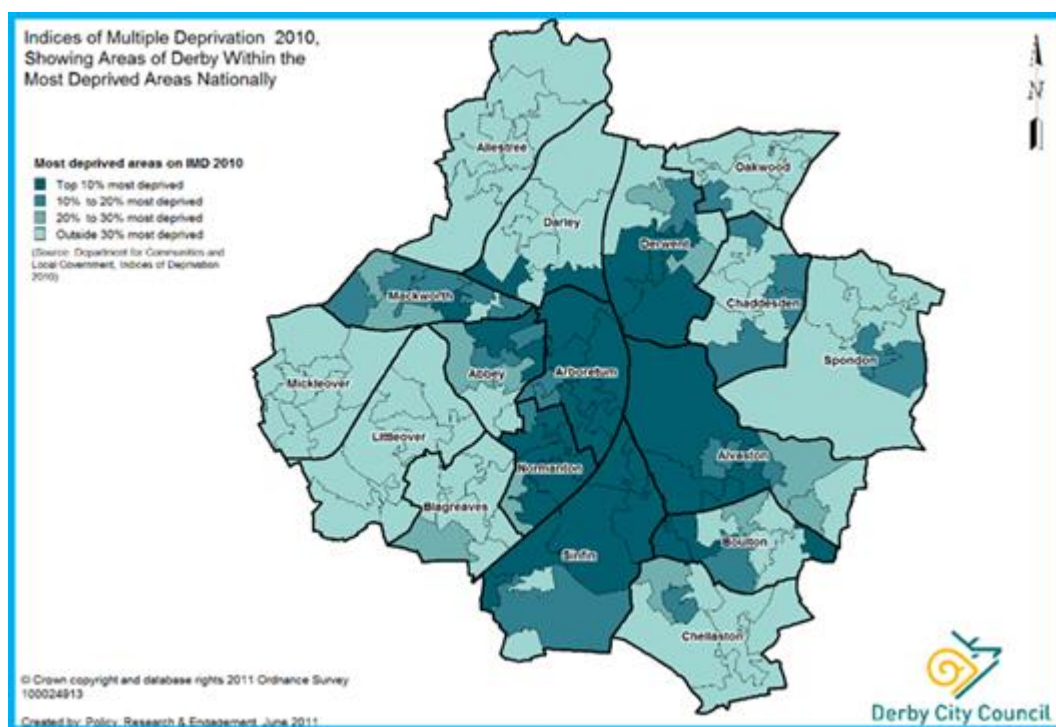 Indices of Multiple Deprivation 2010,
Showing Areas of Derby Within the
Most Deprived Areas Nationally
N
Most deprived areas on IMD 2010
Top 10% most deprived
10% to 20% most deprived
20% to 30% most deprived
Outside 30% most deprived
(Source: Department for Communities and
Local Government, Indices of Deprivation
2010)
Allestree
Oakwood
Darley
Derwent
Mackworth
Chaddesden
Spondon
Abbey
Arboretum
Mickleover
Littleover
Alvaston
Normanton
Blagreaves
Boulton
Sinfin
Chellaston
© Crown copyright and database rights 2011 Ordnance Survey
100024913
Created by: Policy, Research & Engagement, June 2011
Derby City Council